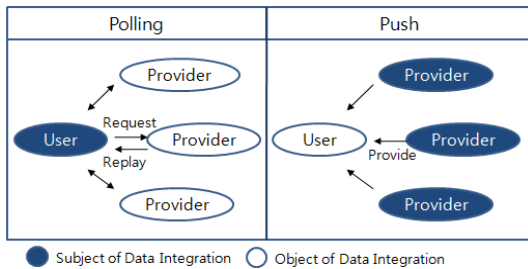 Polling
Push
Provider
User
Request
Replay
Provider
Provider
Provider
User
Provide
Provider
Provider
Subject of Data Integration
Object of Data Integration